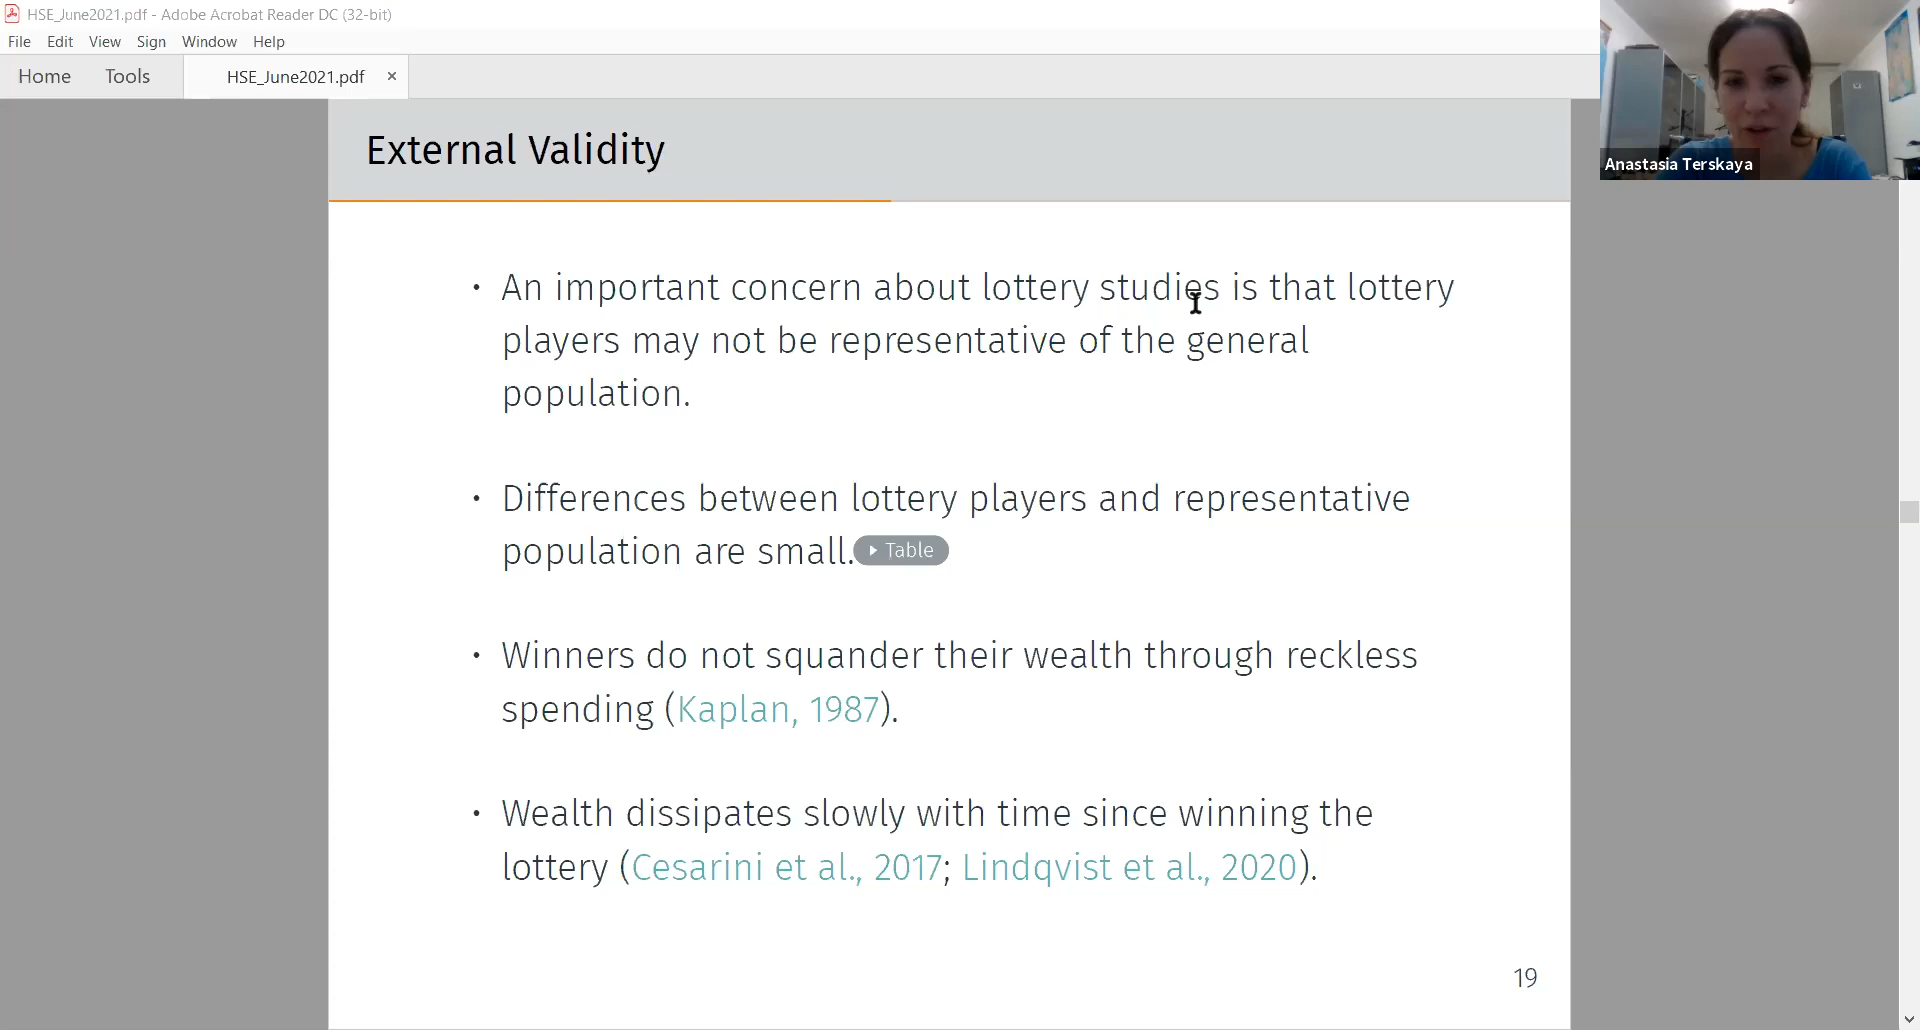 HSE_June2021.pdf - Adobe Acrobat Reader DC (32-bit)
File Edit View Sign Window Help
Home Tools HSE_June2021.pdf ×
Anastasia Terskaya
External Validity
• An important concern about lottery studies is that lottery
players may not be representative of the general
population.
• Differences between lottery players and representative
population are small. Table
• Winners do not squander their wealth through reckless
spending (Kaplan, 1987).
• Wealth dissipates slowly with time since winning the
lottery (Cesarini et al., 2017; Lindqvist et al., 2020).
19